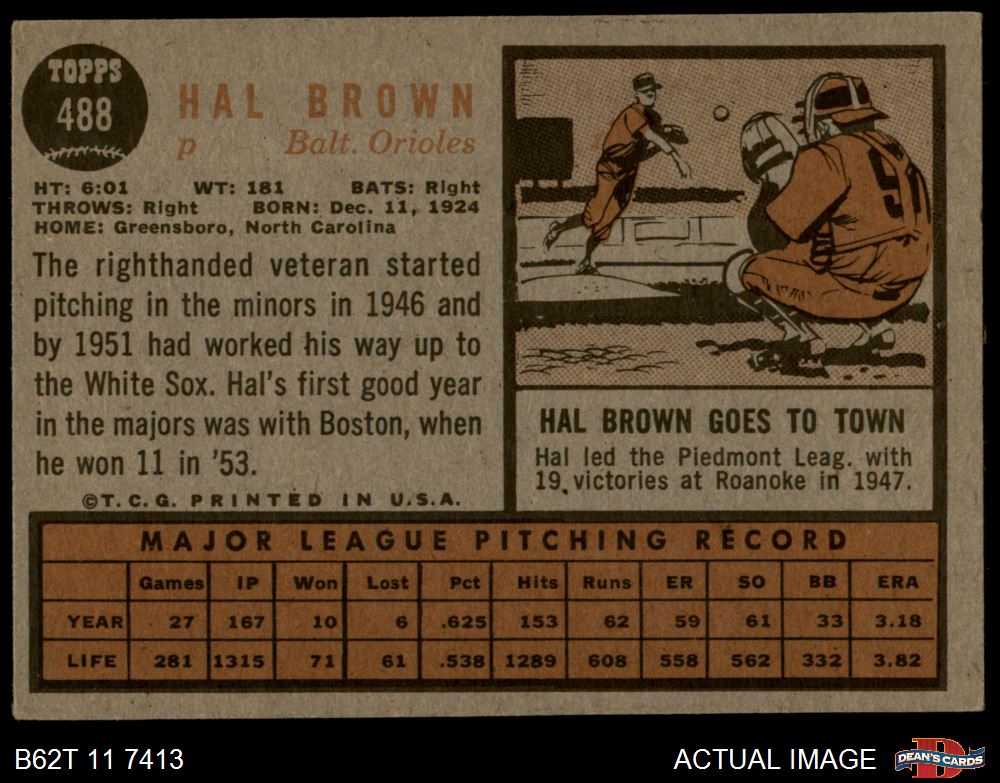 TOPPS
488
HAL BROWN
p Balt. Orioles
HT: 6:01 WT: 181 BATS: Right
THROWS: Right BORN: Dec. 11, 1924
HOME: Greensboro, North Carolina
The righthanded veteran started
pitching in the minors in 1946 and
by 1951 had worked his way up to
the White Sox. Hal's first good year
in the majors was with Boston, when
he won 11 in '53.
©T.C.G. PRINTED IN U.S.A.
HAL BROWN GOES TO TOWN
Hal led the Piedmont Leag. with
19 victories at Roanoke in 1947.
MAJOR LEAGUE PITCHING RECORD
Games IP Won Lost Pct Hits Runs ER SO BB ERA
YEAR 27 167 10 6 .625 153 62 59 61 33 3.18
LIFE 281 1315 71 61 .538 1289 608 558 562 332 3.82
B62T 11 7413
ACTUAL IMAGE
D
DEAN'S CARDS